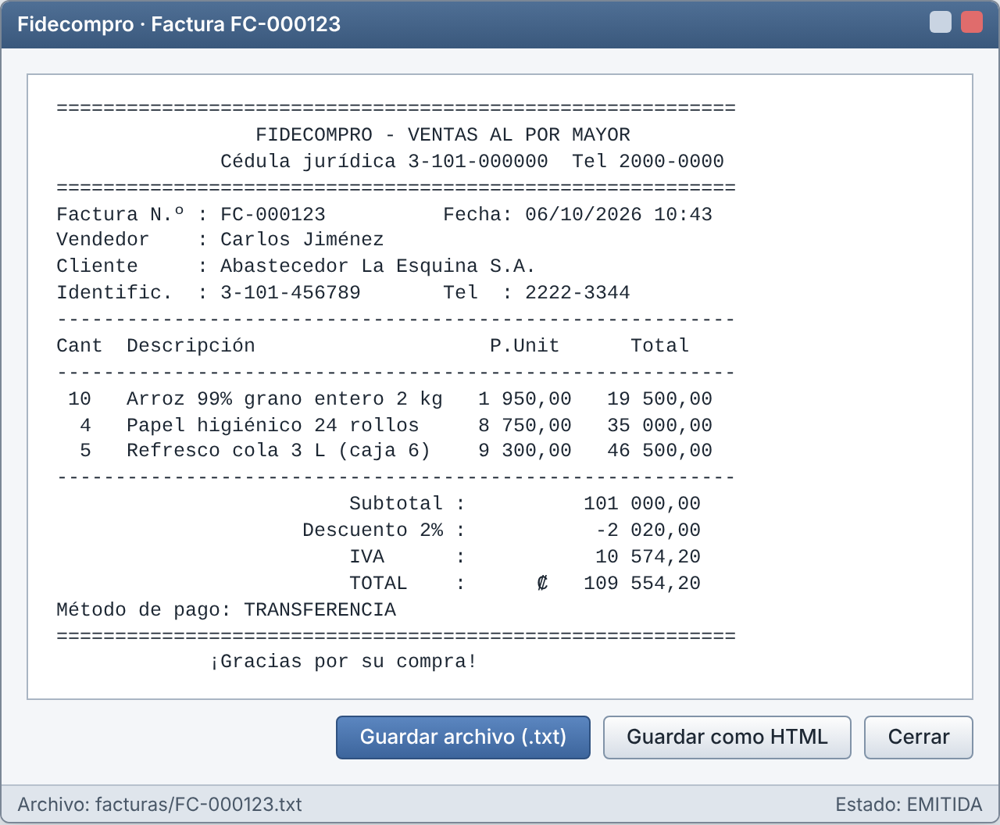 Fidecompro · Factura FC-000123
==========================================================
FIDECOMPRO - VENTAS AL POR MAYOR
Cédula jurídica 3-101-000000  Tel 2000-0000
==========================================================
Factura N.º : FC-000123          Fecha: 06/10/2026 10:43
Vendedor    : Carlos Jiménez
Cliente     : Abastecedor La Esquina S.A.
Identific.  : 3-101-456789       Tel  : 2222-3344
----------------------------------------------------------
Cant  Descripción                    P.Unit      Total
----------------------------------------------------------
 10   Arroz 99% grano entero 2 kg   1 950,00   19 500,00
  4   Papel higiénico 24 rollos     8 750,00   35 000,00
  5   Refresco cola 3 L (caja 6)    9 300,00   46 500,00
----------------------------------------------------------
Subtotal :          101 000,00
Descuento 2% :           -2 020,00
IVA      :           10 574,20
TOTAL    :      ₡   109 554,20
Método de pago: TRANSFERENCIA
==========================================================
¡Gracias por su compra!
Guardar archivo (.txt)  Guardar como HTML  Cerrar
Archivo: facturas/FC-000123.txt  Estado: EMITIDA